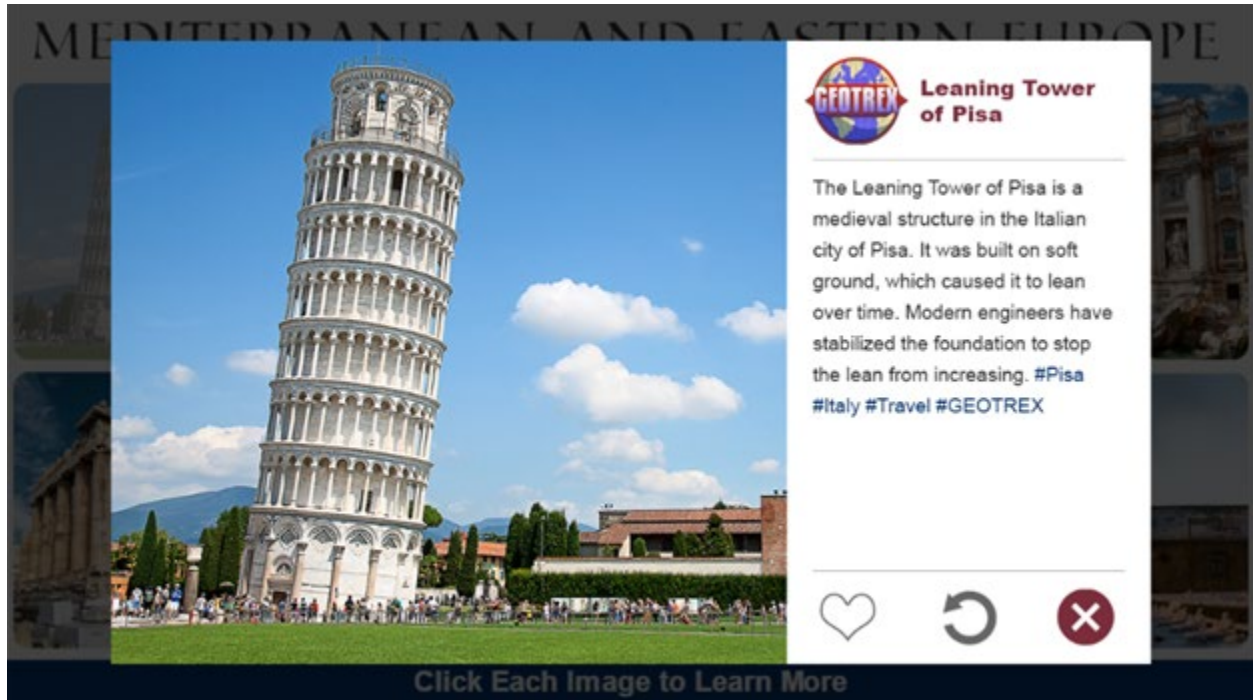 MEDITERRANEAN AND EASTERN EUROPE
GEOTREX
Leaning Tower
of Pisa
The Leaning Tower of Pisa is a
medieval structure in the Italian
city of Pisa. It was built on soft
ground, which caused it to lean
over time. Modern engineers have
stabilized the foundation to stop
the lean from increasing. #Pisa
#Italy #Travel #GEOTREX
Click Each Image to Learn More